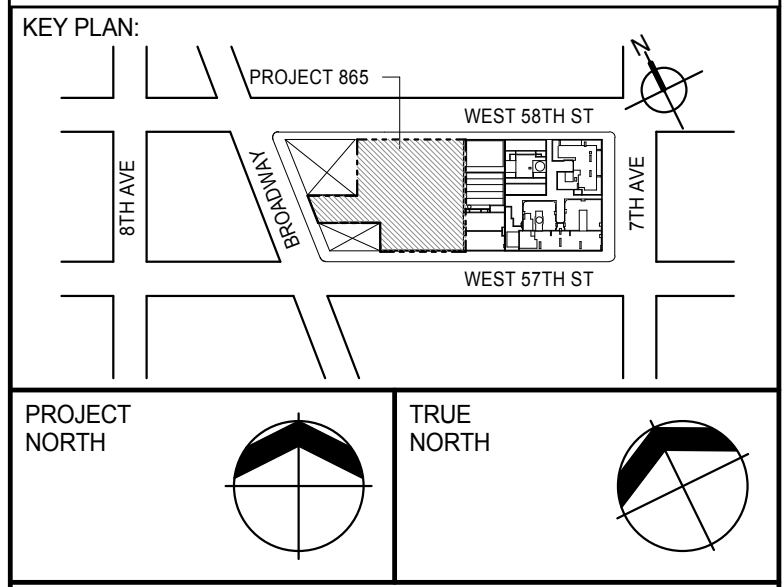 KEY PLAN:
PROJECT 865
N
WEST 58TH ST
8TH AVE
BROADWAY
7TH AVE
WEST 57TH ST
PROJECT
NORTH
TRUE
NORTH